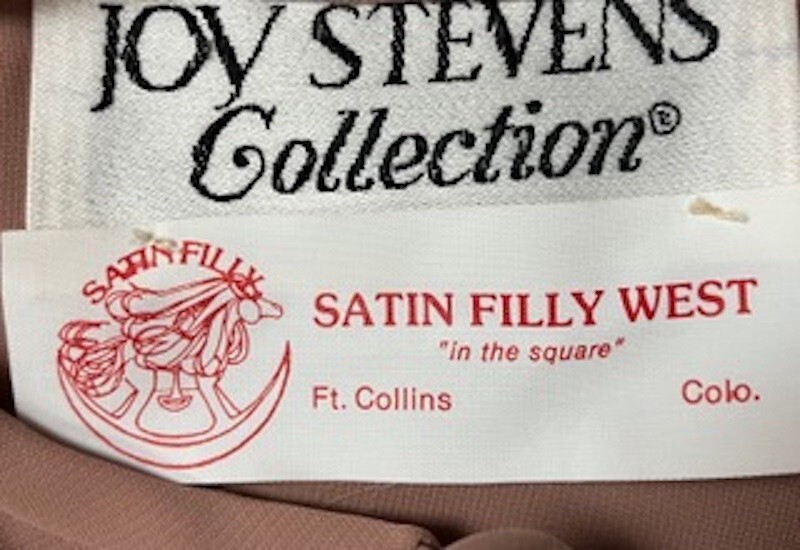 JOY STEVENS
Collection®
SATIN FILLY
SATIN FILLY WEST
"in the square"
Ft. Collins Colo.